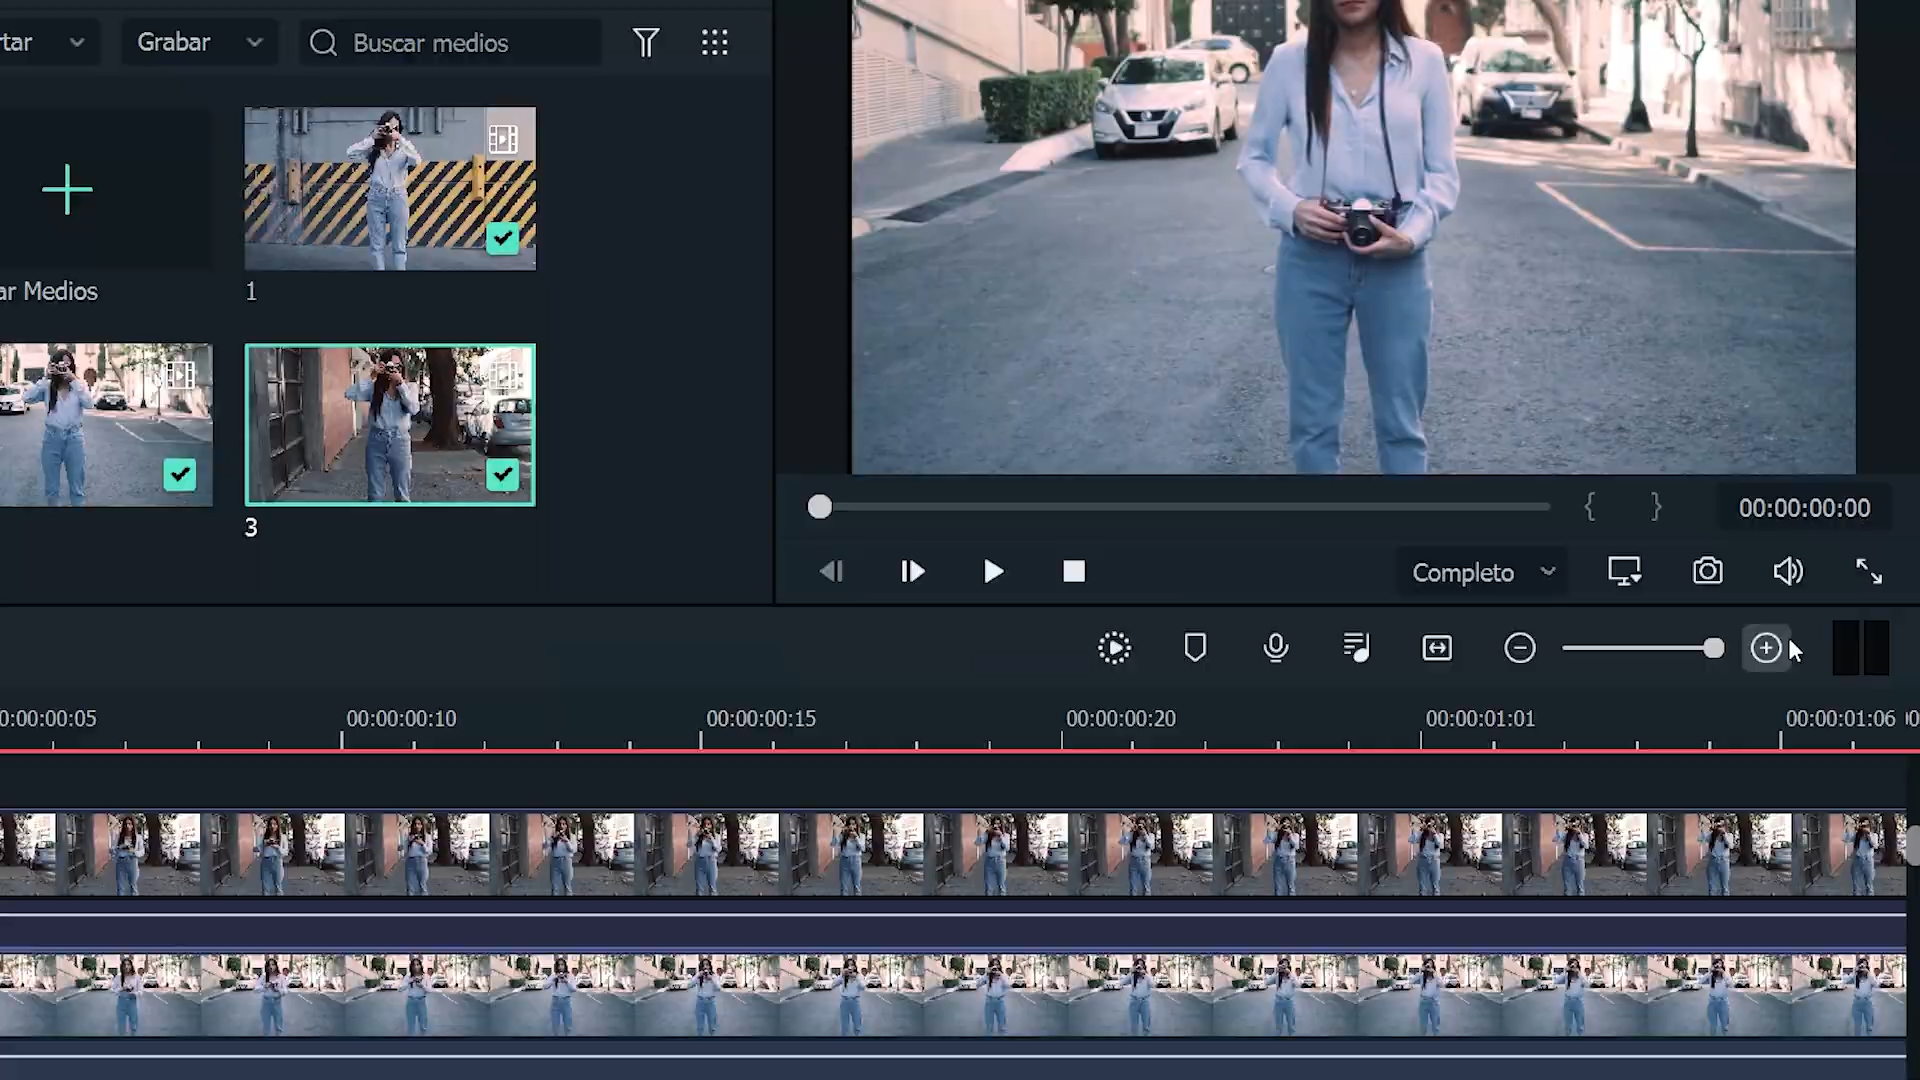 tar
Grabar
Buscar medios
ar Medios
1
3
00:00:00:00
Completo
0:00:00:05
00:00:00:10
00:00:00:15
00:00:00:20
00:00:01:01
00:00:01:06